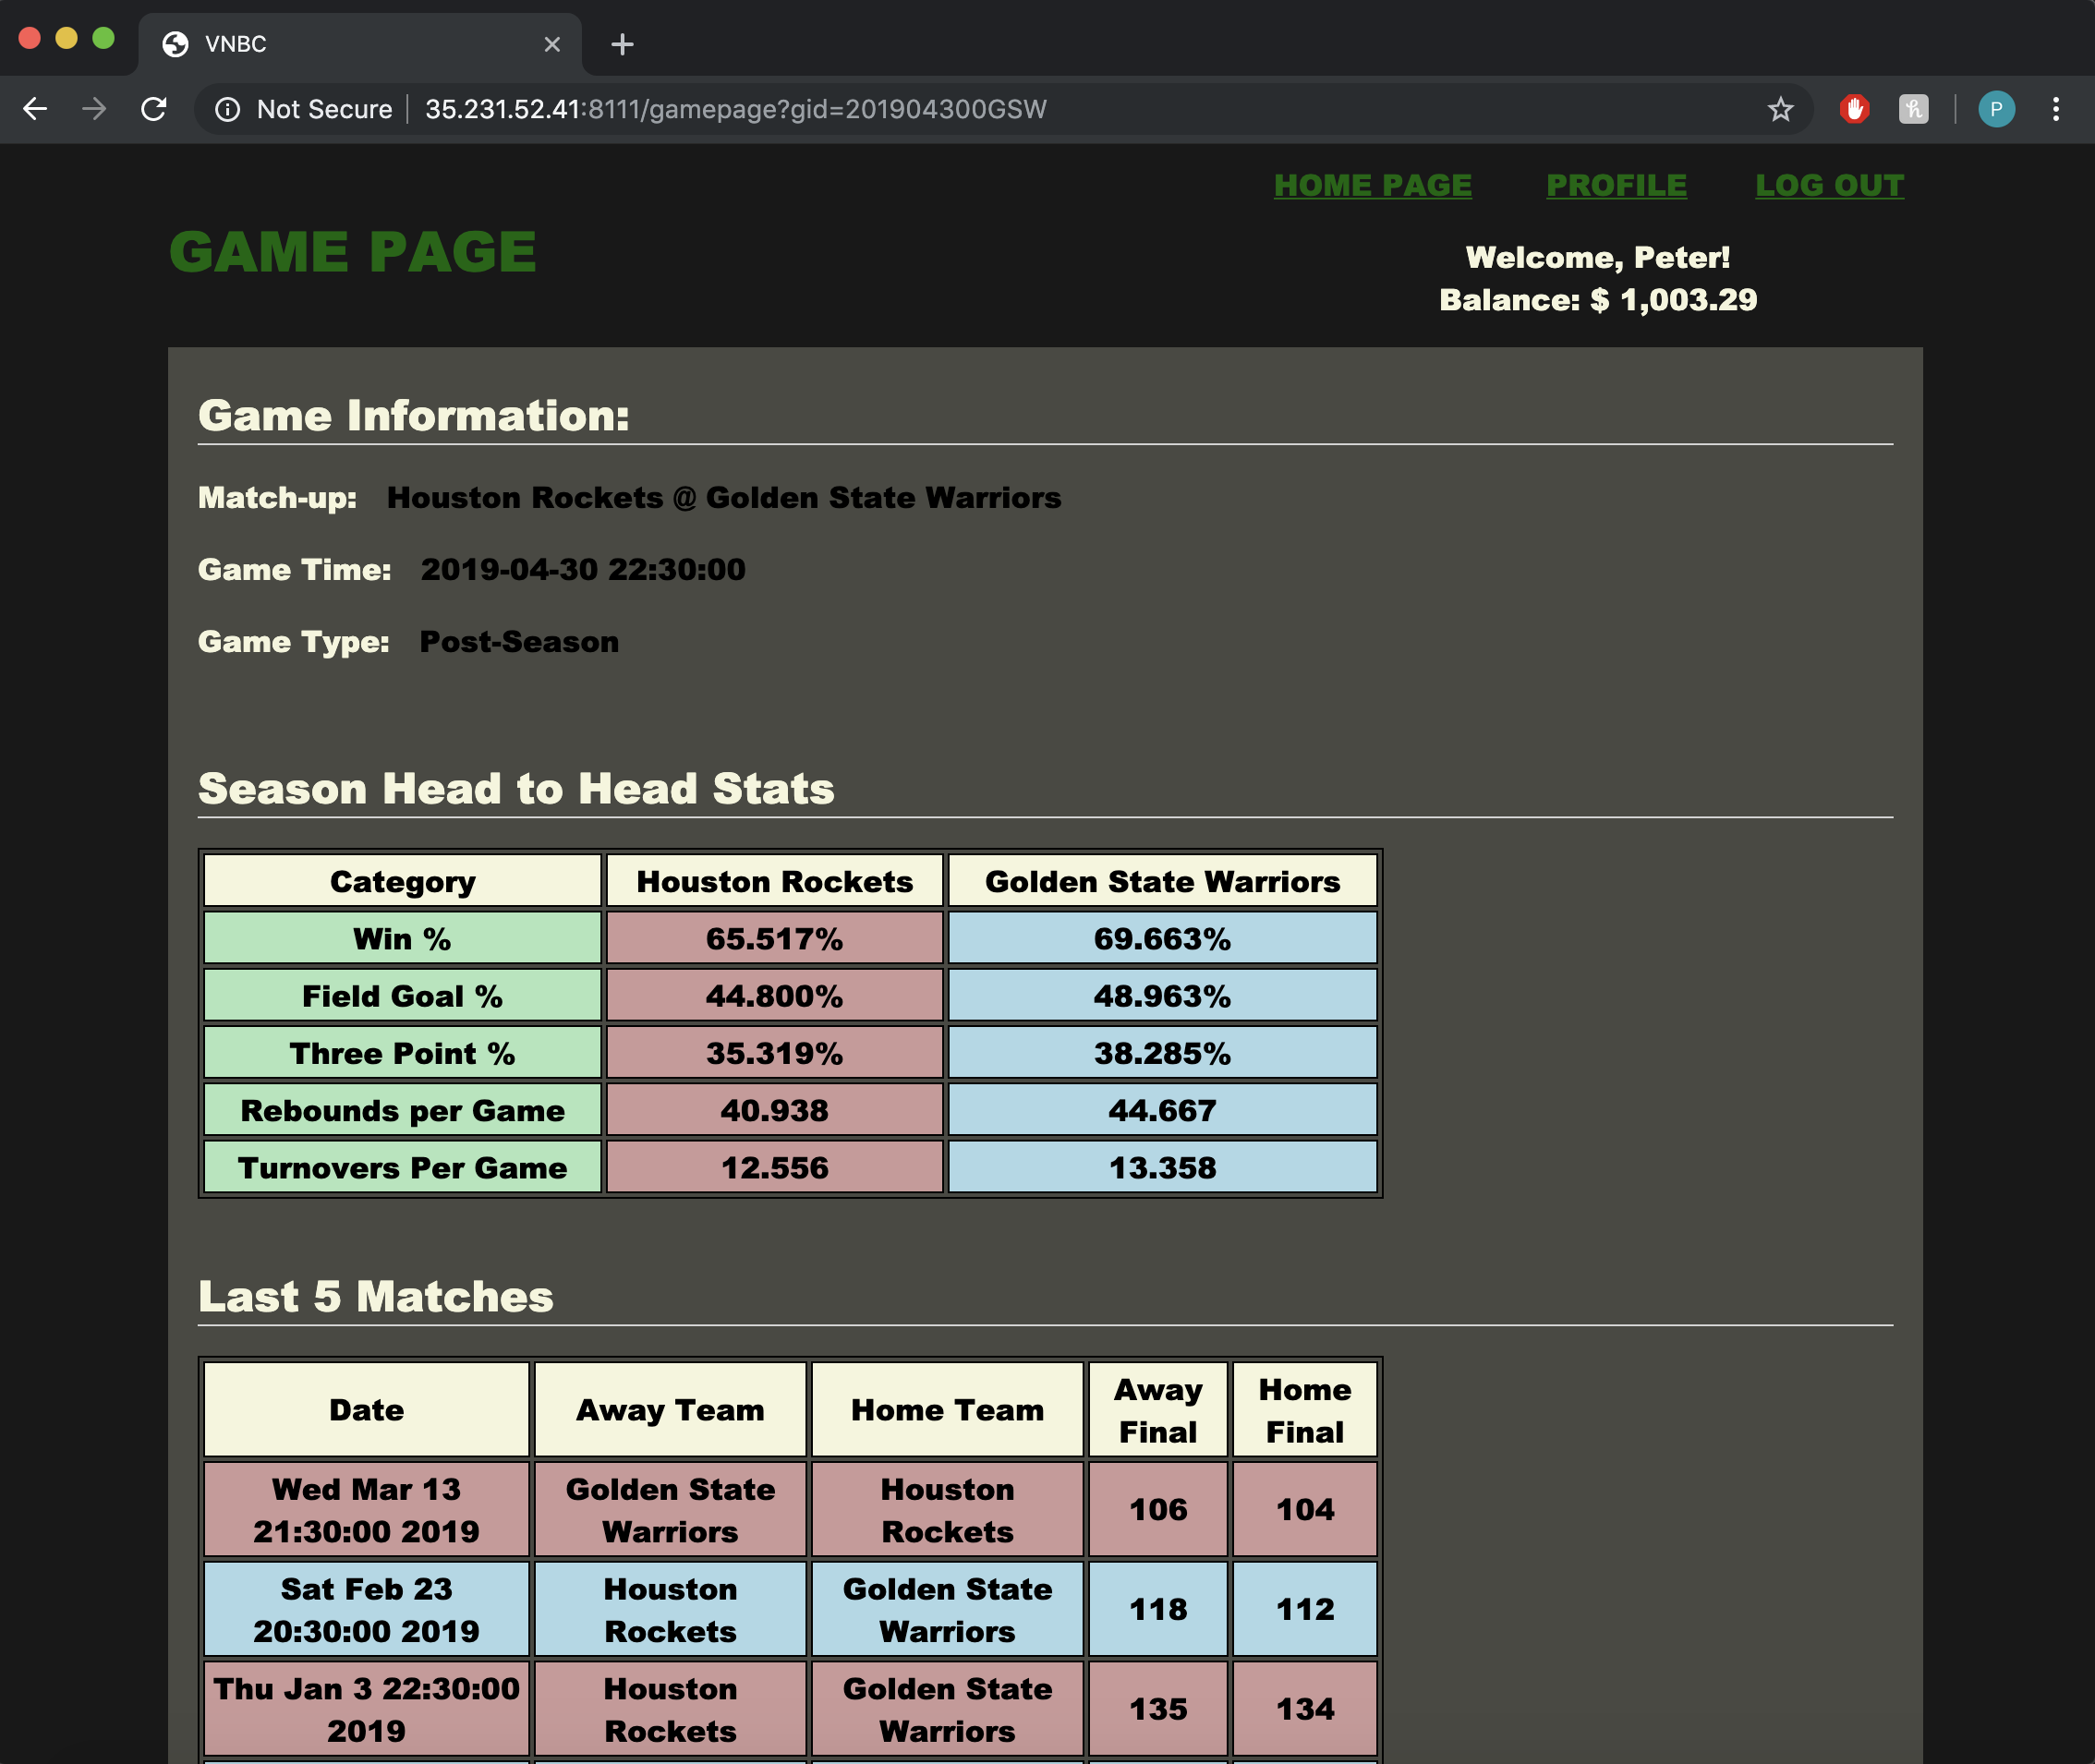 VNBC
Not Secure 35.231.52.41:8111/gamepage?gid=201904300GSW
P
HOME PAGE PROFILE LOG OUT
GAME PAGE
Welcome, Peter!
Balance: $ 1,003.29
Game Information:
Match-up: Houston Rockets @ Golden State Warriors
Game Time: 2019-04-30 22:30:00
Game Type: Post-Season
Season Head to Head Stats
Category Houston Rockets Golden State Warriors
Win % 65.517% 69.663%
Field Goal % 44.800% 48.963%
Three Point % 35.319% 38.285%
Rebounds per Game 40.938 44.667
Turnovers Per Game 12.556 13.358
Last 5 Matches
Date Away Team Home Team Away Final Home Final
Wed Mar 13 21:30:00 2019 Golden State Warriors Houston Rockets 106 104
Sat Feb 23 20:30:00 2019 Houston Rockets Golden State Warriors 118 112
Thu Jan 3 22:30:00 2019 Houston Rockets Golden State Warriors 135 134